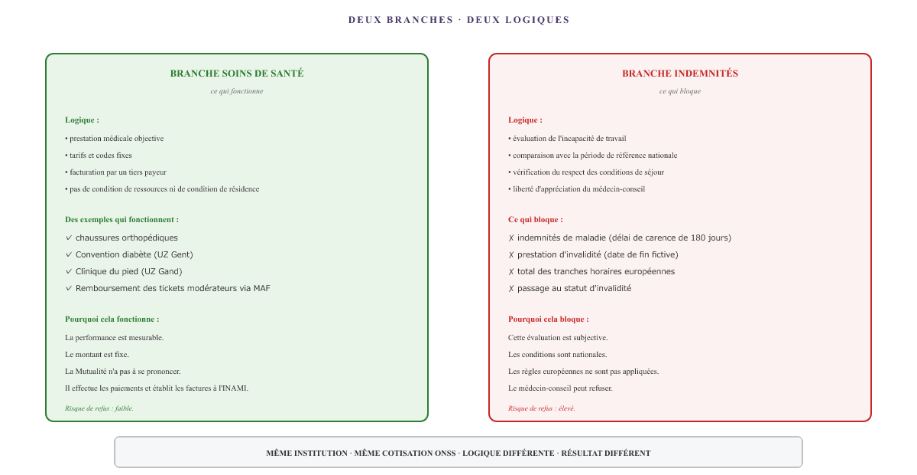 DEUX BRANCHES · DEUX LOGIQUES
BRANCHE SOINS DE SANTÉ
ce qui fonctionne
Logique :
• prestation médicale objective
• tarifs et codes fixes
• facturation par un tiers payeur
• pas de condition de ressources ni de condition de résidence
Des exemples qui fonctionnent :
✓ chaussures orthopédiques
✓ Convention diabète (UZ Gent)
✓ Clinique du pied (UZ Gand)
✓ Remboursement des tickets modérateurs via MAF
Pourquoi cela fonctionne :
La performance est mesurable.
Le montant est fixe.
La Mutualité n'a pas à se prononcer.
Il effectue les paiements et établit les factures à l'INAMI.
Risque de refus : faible.
BRANCHE INDEMNITÉS
ce qui bloque
Logique :
• évaluation de l'incapacité de travail
• comparaison avec la période de référence nationale
• vérification du respect des conditions de séjour
• liberté d'appréciation du médecin-conseil
Ce qui bloque :
✗ indemnités de maladie (délai de carence de 180 jours)
✗ prestation d'invalidité (date de fin fictive)
✗ total des tranches horaires européennes
✗ passage au statut d'invalidité
Pourquoi cela bloque :
Cette évaluation est subjective.
Les conditions sont nationales.
Les règles européennes ne sont pas appliquées.
Le médecin-conseil peut refuser.
Risque de refus : élevé.
MÊME INSTITUTION · MÊME COTISATION ONSS · LOGIQUE DIFFÉRENTE · RÉSULTAT DIFFÉRENT